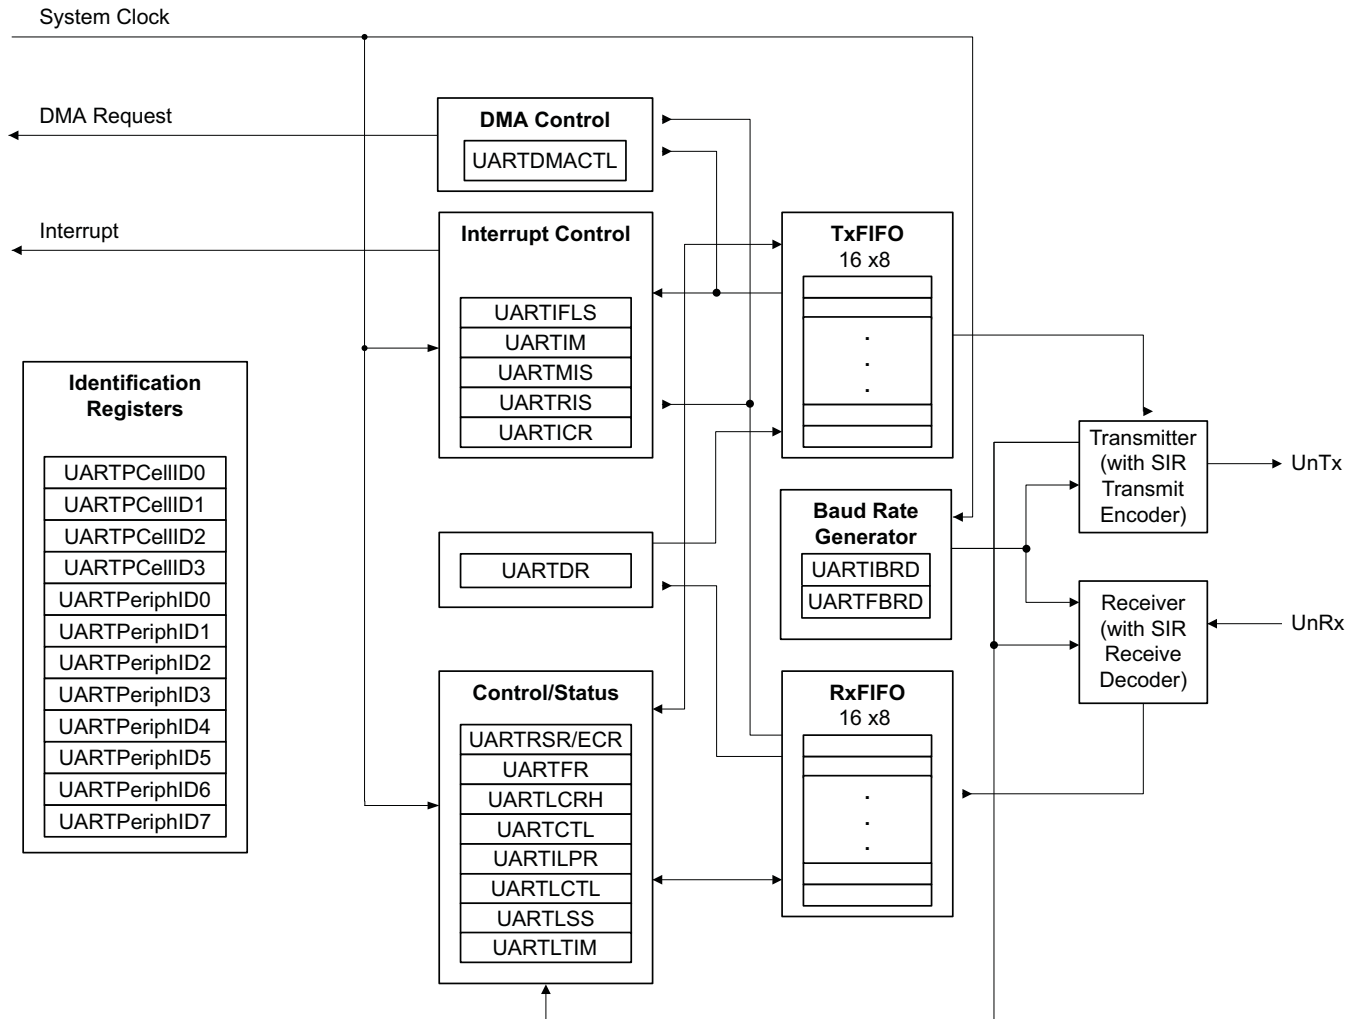 System Clock
DMA Request
DMA Control
UARTDMACTL
Interrupt
Interrupt Control
UARTIFLS
UARTIM
UARTMIS
UARTRIS
UARTICR
TxFIFO
16 x8
.
.
.
Identification
Registers
UARTPCellID0
UARTPCellID1
UARTPCellID2
UARTPCellID3
UARTPeriphID0
UARTPeriphID1
UARTPeriphID2
UARTPeriphID3
UARTPeriphID4
UARTPeriphID5
UARTPeriphID6
UARTPeriphID7
UARTDR
Baud Rate
Generator
UARTIBRD
UARTFBRD
Transmitter
(with SIR
Transmit
Encoder)
UnTx
Receiver
(with SIR
Receive
Decoder)
UnRx
Control/Status
UARTRSR/ECR
UARTFR
UARTLCRH
UARTCTL
UARTILPR
UARTLCTL
UARTLSS
UARTLTIM
RxFIFO
16 x8
.
.
.